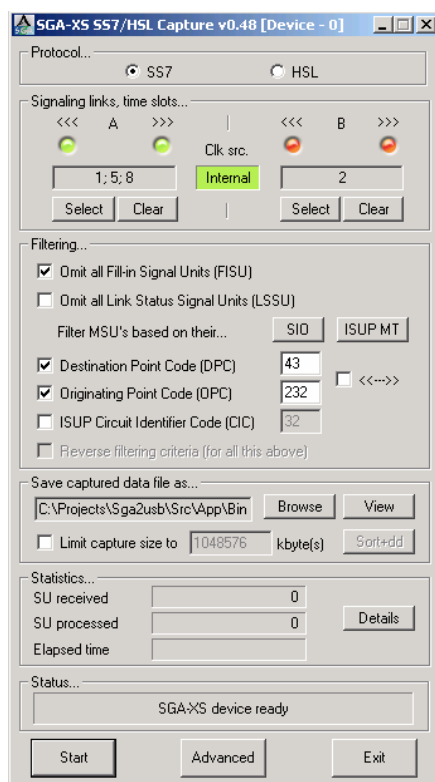 SGA-XS SS7/HSL Capture v0.48 [Device - 0]
Protocol...
SS7 HSL
Signaling links, time slots...
<<< A >>> | <<< B >>>
Clk src.
1; 5; 8 Internal 2
Select Clear | Select Clear
Filtering...
Omit all Fill-in Signal Units (FISU)
Omit all Link Status Signal Units (LSSU)
Filter MSU's based on their... SIO ISUP MT
Destination Point Code (DPC) 43
<<--->>
Originating Point Code (OPC) 232
ISUP Circuit Identifier Code (CIC) 32
Reverse filtering criteria (for all this above)
Save captured data file as...
C:\Projects\Sga2usb\Src\App\Bin Browse View
Limit capture size to 1048576 kbyte(s) Sort+dd
Statistics...
SU received 0
SU processed 0 Details
Elapsed time
Status...
SGA-XS device ready
Start Advanced Exit